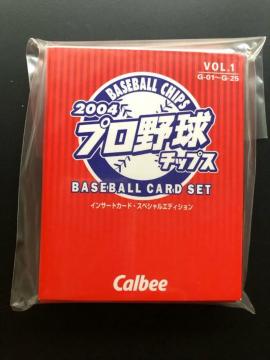 VOL.1
G-01〜G-25
BASEBALL CHIPS
2004
プロ野球
チップス
BASEBALL CARD SET
インサートカード・スペシャルエディション
Calbee